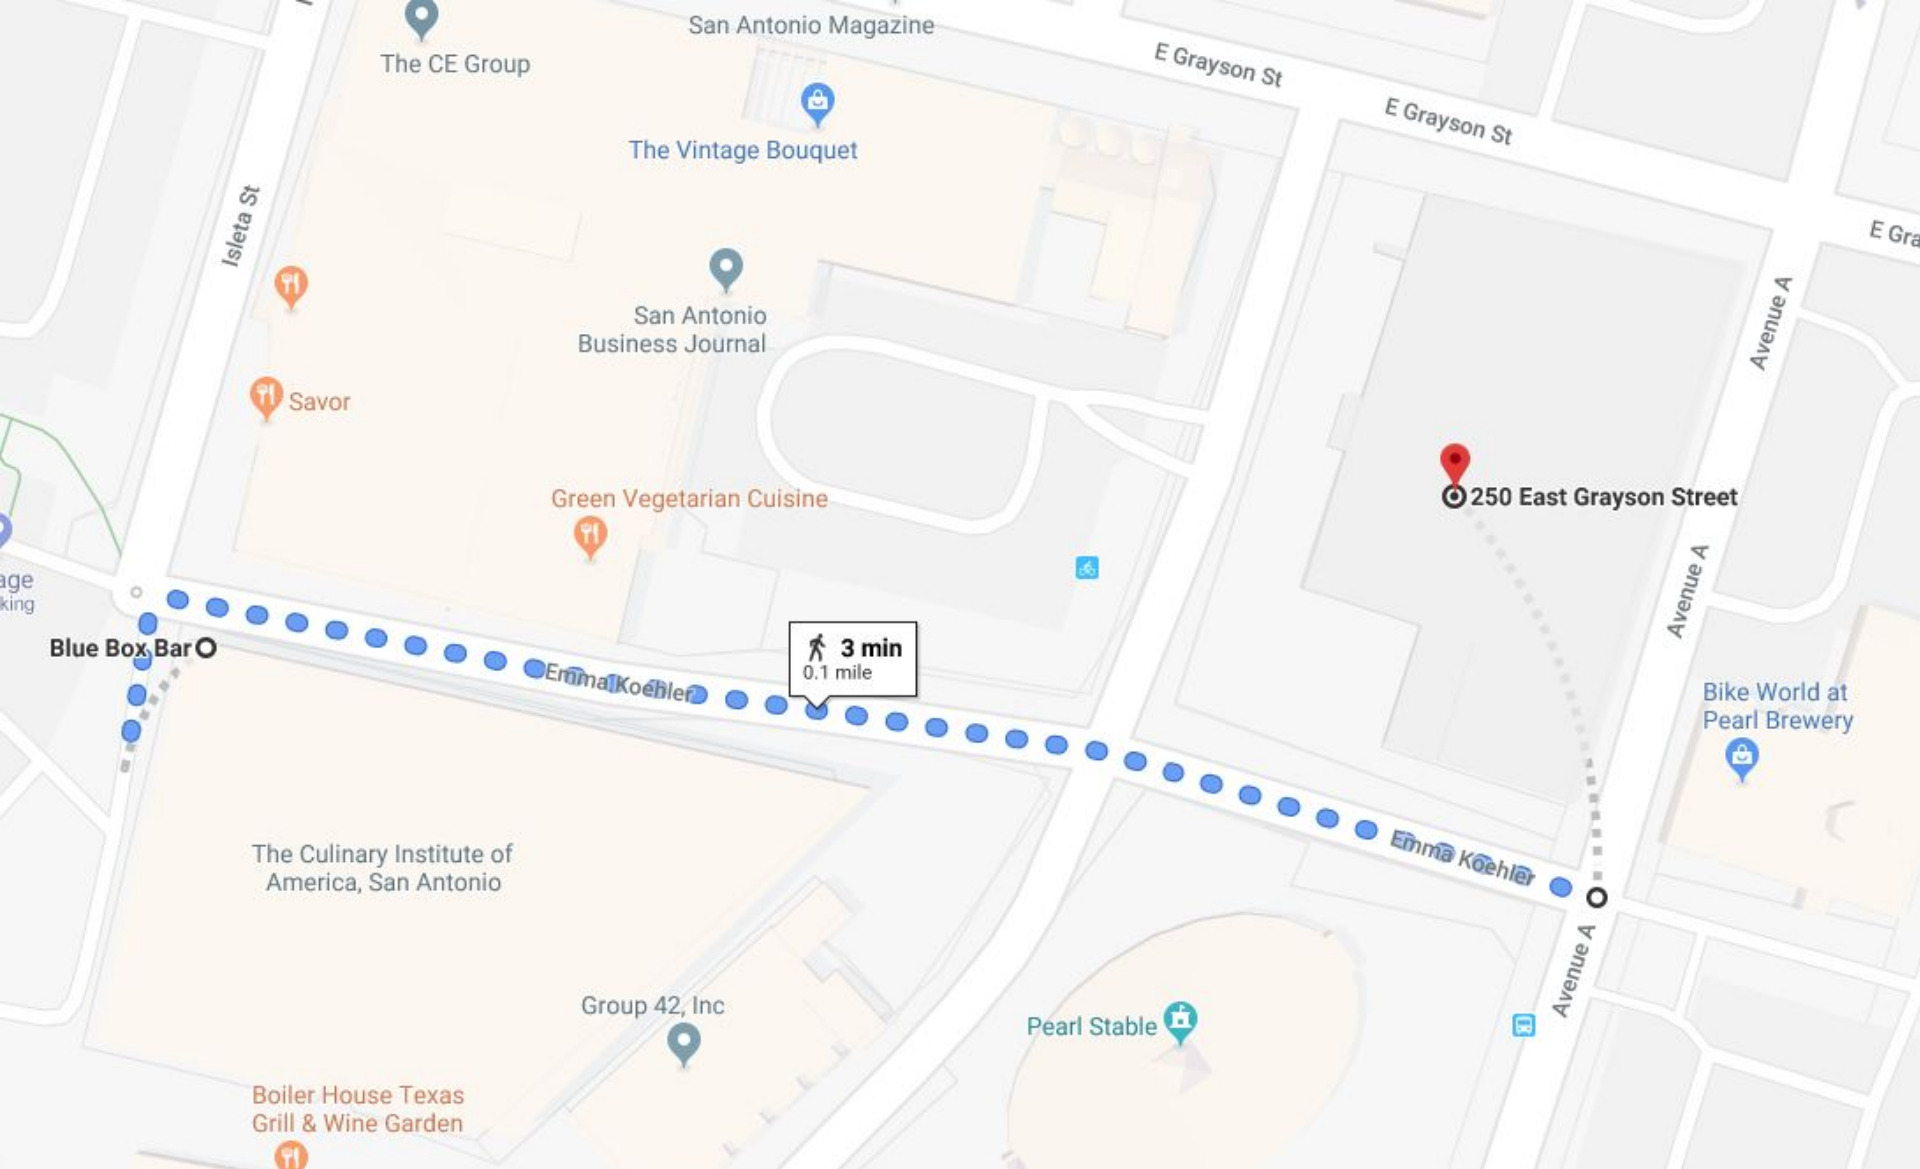 San Antonio Magazine
The CE Group
E Grayson St
E Grayson St
The Vintage Bouquet
Isleta St
E Gra
Avenue A
San Antonio
Business Journal
Savor
Green Vegetarian Cuisine
250 East Grayson Street
age
king
Avenue A
Blue Box Bar
3 min
0.1 mile
Emma Koehler
Bike World at
Pearl Brewery
Emma Koehler
The Culinary Institute of
America, San Antonio
Avenue A
Group 42, Inc
Pearl Stable
Boiler House Texas
Grill & Wine Garden